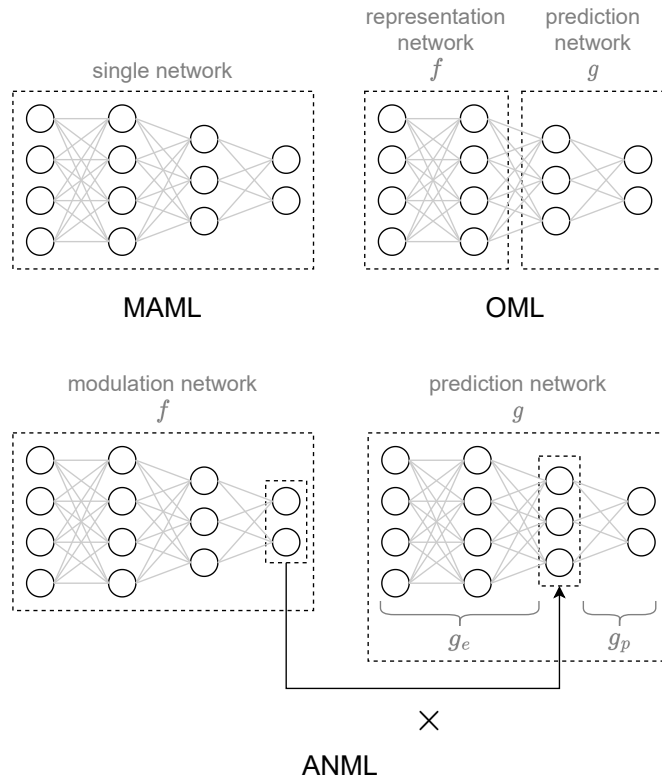 single network
representation
network
f
prediction
network
g
MAML
OML
modulation network
f
prediction network
g
g_e
g_p
×
ANML